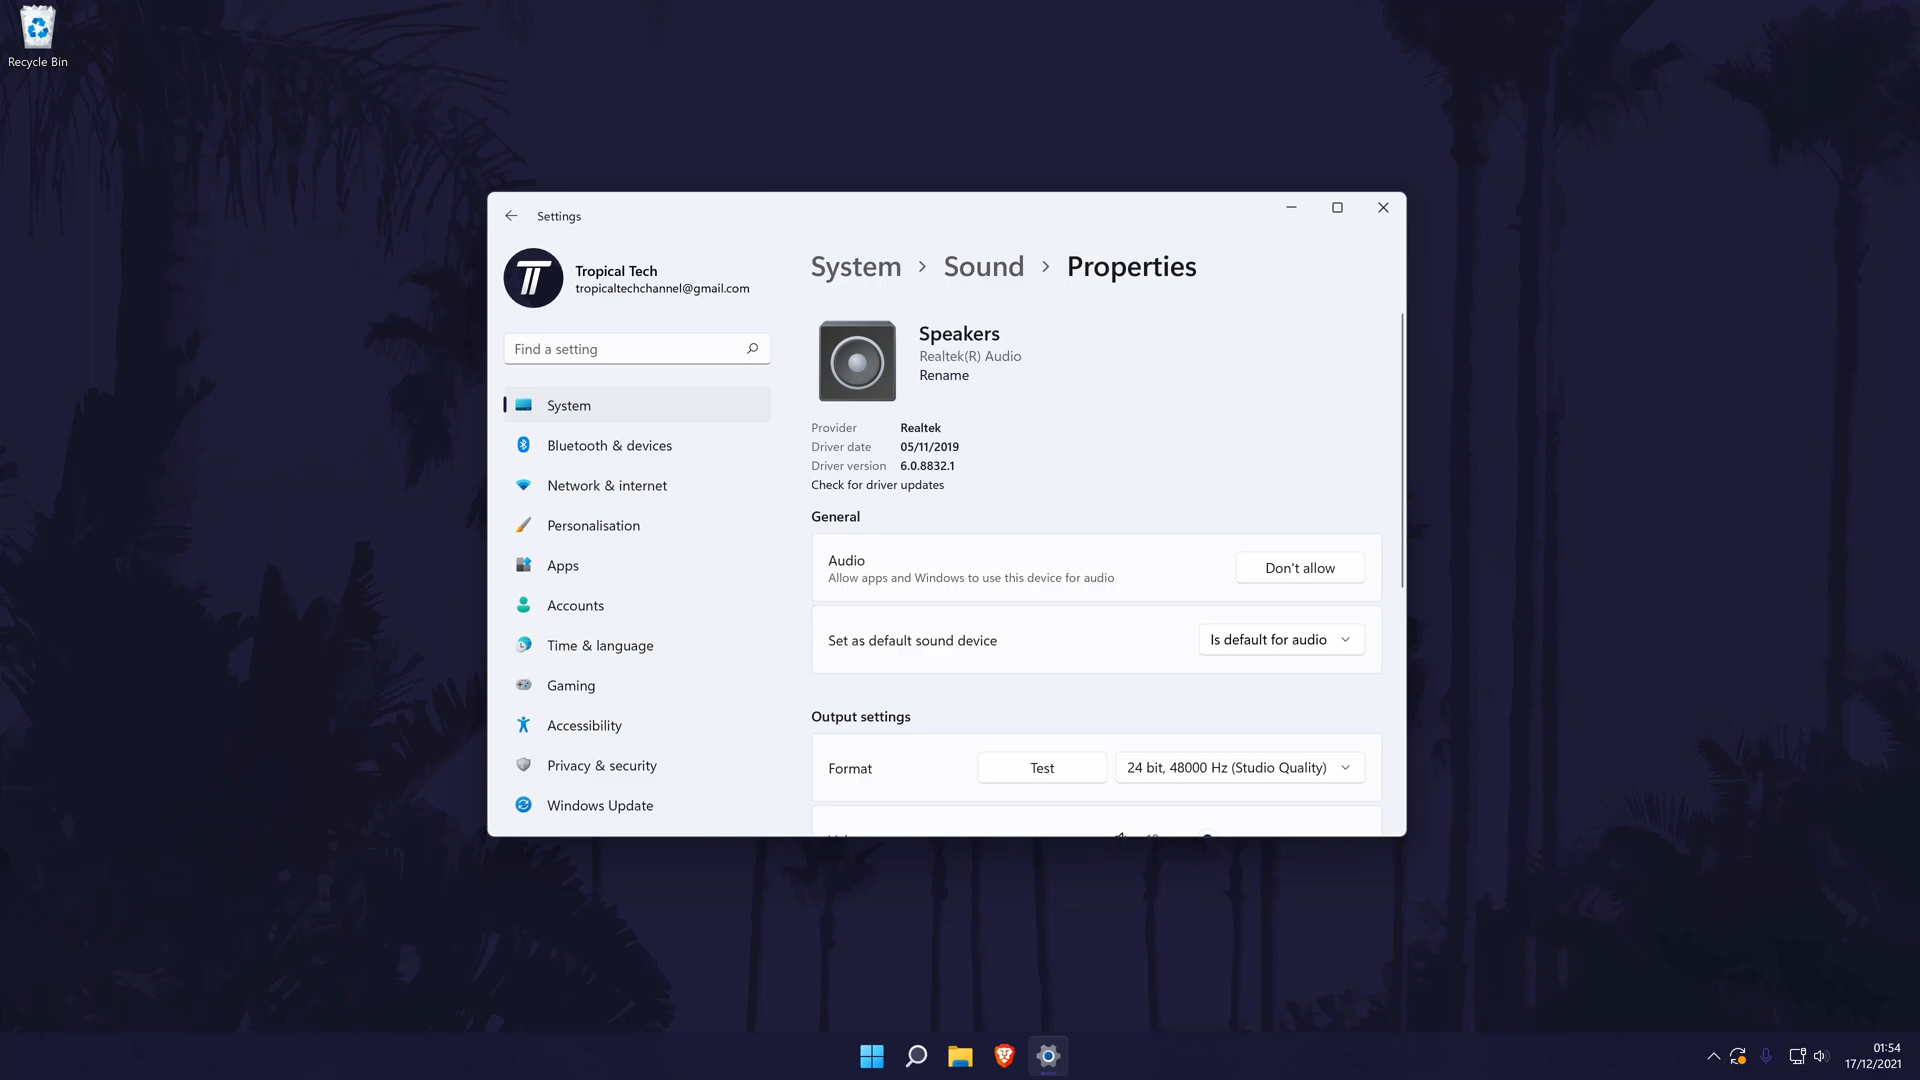 Recycle Bin
Settings
Tropical Tech
tropicaltechchannel@gmail.com
Find a setting
System
Bluetooth & devices
Network & internet
Personalisation
Apps
Accounts
Time & language
Gaming
Accessibility
Privacy & security
Windows Update
System > Sound > Properties
Speakers
Realtek(R) Audio
Rename
Provider Realtek
Driver date 05/11/2019
Driver version 6.0.8832.1
Check for driver updates
General
Audio
Allow apps and Windows to use this device for audio
Don't allow
Set as default sound device
Is default for audio
Output settings
Format
Test
24 bit, 48000 Hz (Studio Quality)
01:54
17/12/2021